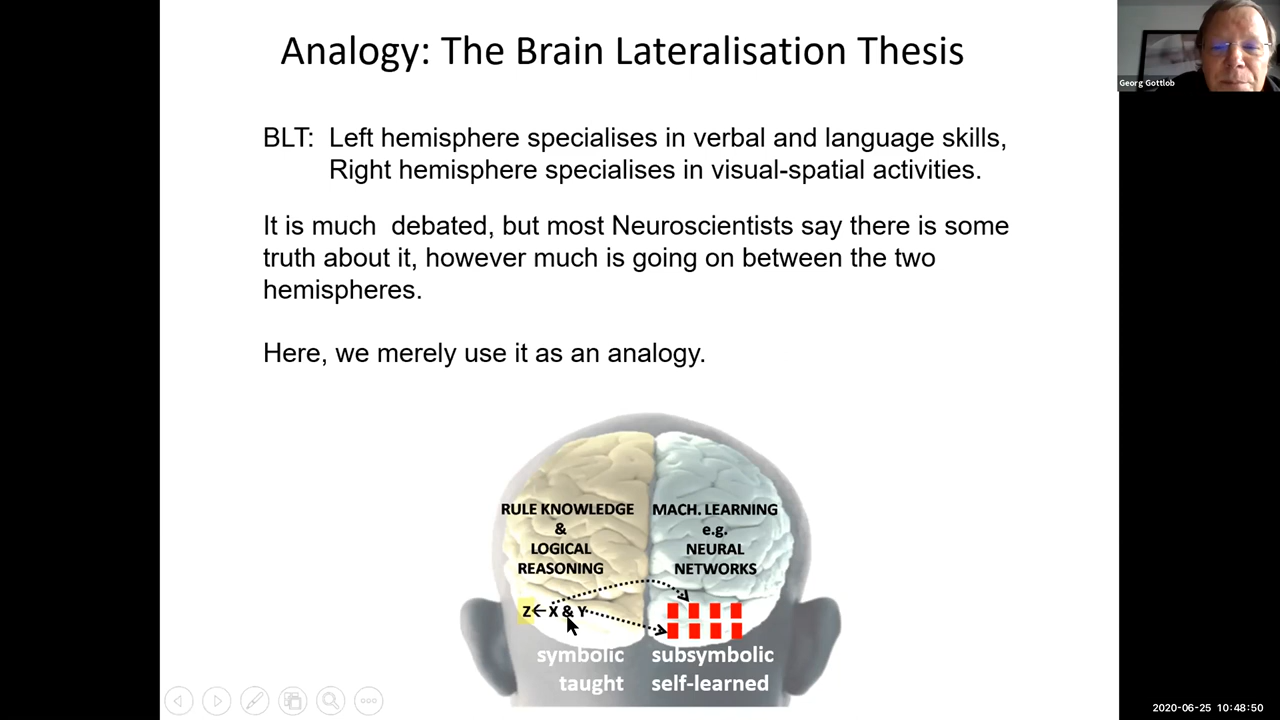 Analogy: The Brain Lateralisation Thesis
Georg Gottlob
BLT: Left hemisphere specialises in verbal and language skills,
Right hemisphere specialises in visual-spatial activities.
It is much debated, but most Neuroscientists say there is some
truth about it, however much is going on between the two
hemispheres.
Here, we merely use it as an analogy.
RULE KNOWLEDGE
&
LOGICAL
REASONING
Z←X & Y
symbolic
taught
MACH. LEARNING
e.g.
NEURAL
NETWORKS
subsymbolic
self-learned
2020-06-25 10:48:50